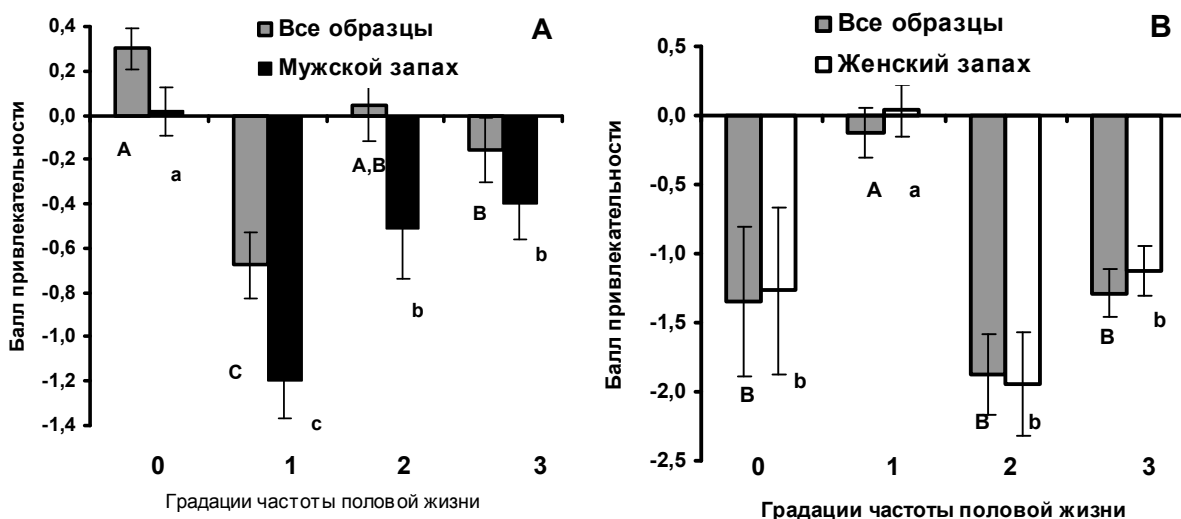 Все образцы
Мужской запах
A
Балл привлекательности
0,4
0,2
0,0
-0,2
-0,4
-0,6
-0,8
-1,0
-1,2
-1,4
A
a
C
c
A,B
b
B
b
0 1 2 3
Градации частоты половой жизни
Все образцы
Женский запах
B
Балл привлекательности
0,5
0,0
-0,5
-1,0
-1,5
-2,0
-2,5
B
b
A
a
B
b
B
b
0 1 2 3
Градации частоты половой жизни